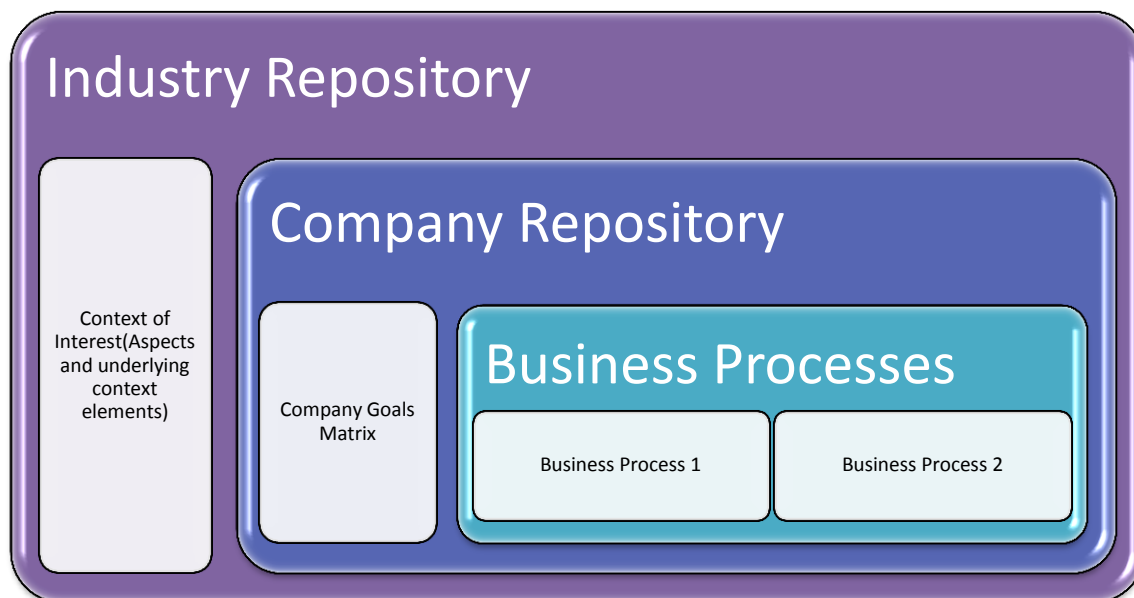 Industry Repository
Company Repository
Context of
Interest(Aspects
and underlying
context
elements)
Company Goals
Matrix
Business Processes
Business Process 1
Business Process 2